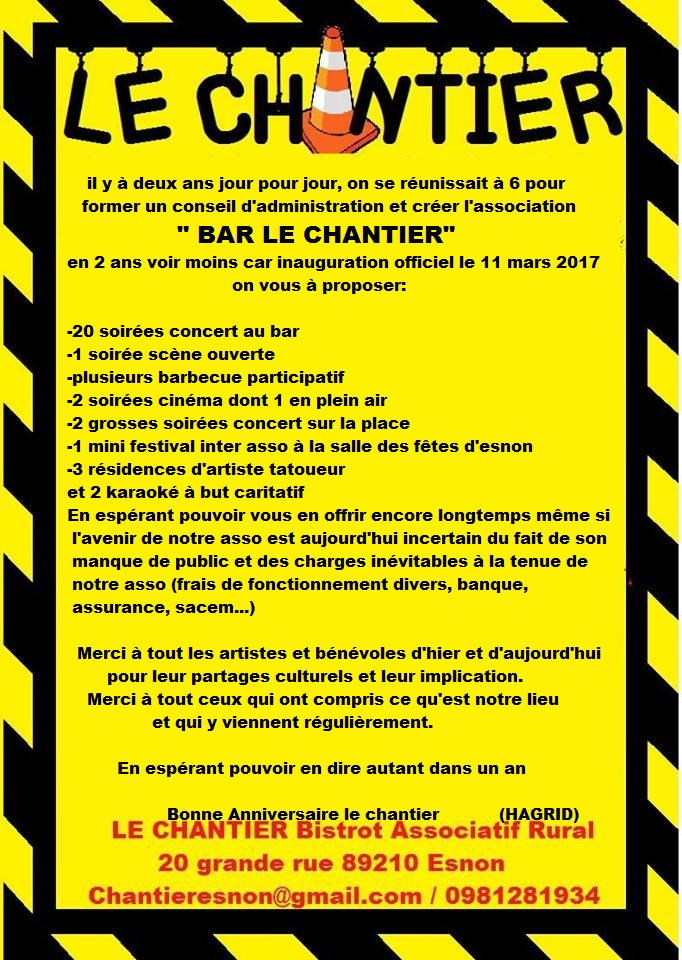 LE CHANTIER
il y à deux ans jour pour jour, on se réunissait à 6 pour
former un conseil d'administration et créer l'association
" BAR LE CHANTIER"
en 2 ans voir moins car inauguration officiel le 11 mars 2017
on vous à proposer:
-20 soirées concert au bar
-1 soirée scène ouverte
-plusieurs barbecue participatif
-2 soirées cinéma dont 1 en plein air
-2 grosses soirées concert sur la place
-1 mini festival inter asso à la salle des fêtes d'esnon
-3 résidences d'artiste tatoueur
et 2 karaoké à but caritatif
En espérant pouvoir vous en offrir encore longtemps même si
l'avenir de notre asso est aujourd'hui incertain du fait de son
manque de public et des charges inévitables à la tenue de
notre asso (frais de fonctionnement divers, banque,
assurance, sacem...)
Merci à tout les artistes et bénévoles d'hier et d'aujourd'hui
pour leur partages culturels et leur implication.
Merci à tout ceux qui ont compris ce qu'est notre lieu
et qui y viennent régulièrement.
En espérant pouvoir en dire autant dans un an
Bonne Anniversaire le chantier (HAGRID)
LE CHANTIER Bistrot Associatif Rural
20 grande rue 89210 Esnon
Chantieresnon@gmail.com / 0981281934